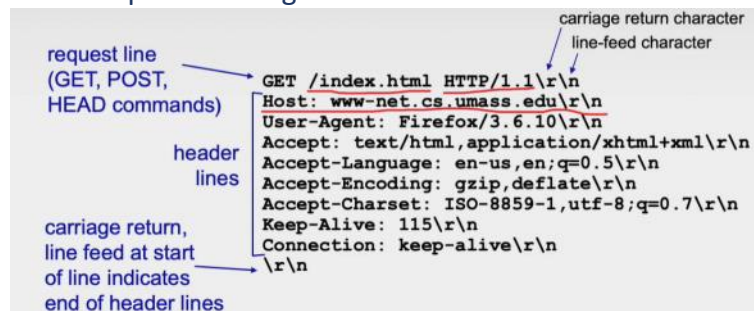 carriage return character
line-feed character
request line
(GET, POST,
HEAD commands)
header
lines
carriage return,
line feed at start
of line indicates
end of header lines
GET /index.html HTTP/1.1\r\n
Host: www-net.cs.umass.edu\r\n
User-Agent: Firefox/3.6.10\r\n
Accept: text/html,application/xhtml+xml\r\n
Accept-Language: en-us,en;q=0.5\r\n
Accept-Encoding: gzip,deflate\r\n
Accept-Charset: ISO-8859-1,utf-8;q=0.7\r\n
Keep-Alive: 115\r\n
Connection: keep-alive\r\n
\r\n